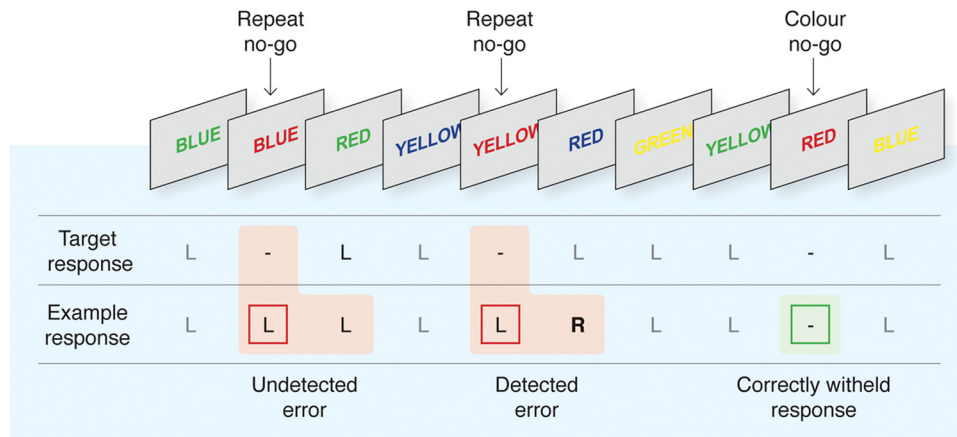 Repeat
no-go
Repeat
no-go
Colour
no-go
BLUE BLUE RED YELLOW YELLOW RED GREEN YELLOW RED BLUE
Target
response
L - L L - L L L - L
Example
response
L L L L L R L L - L
Undetected
error
Detected
error
Correctly witheld
response